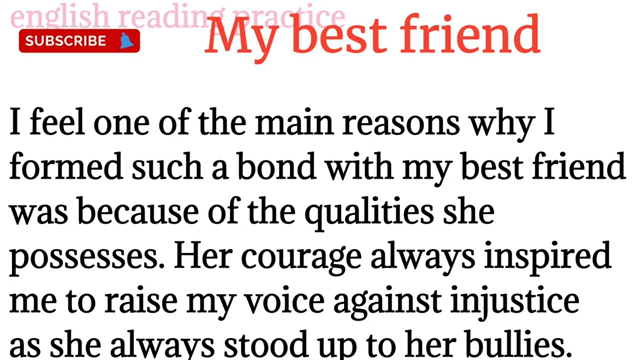 english reading practice
SUBSCRIBE
My best friend
I feel one of the main reasons why I
formed such a bond with my best friend
was because of the qualities she
possesses. Her courage always inspired
me to raise my voice against injustice
as she always stood up to her bullies.